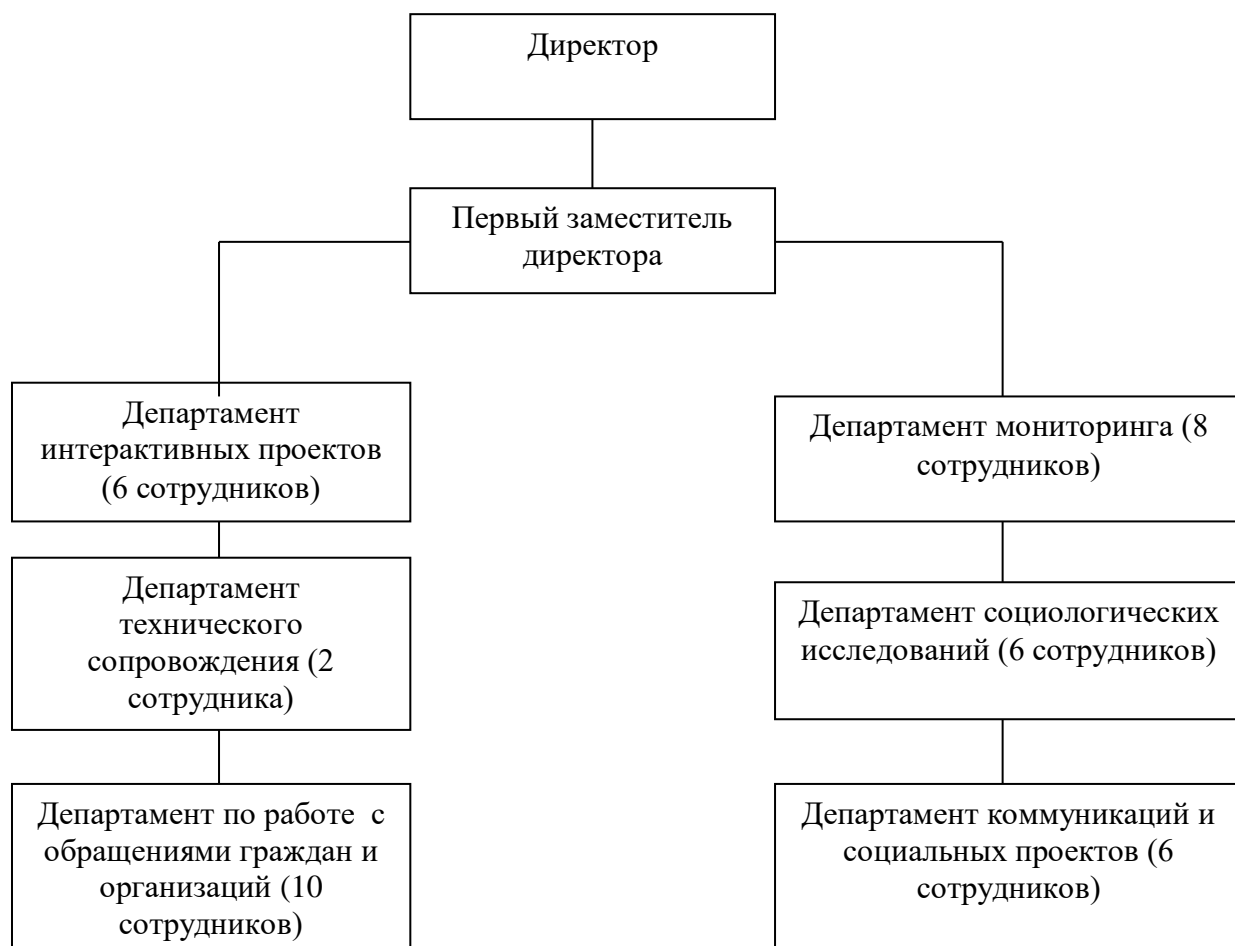 Директор
Первый заместитель
директора
Департамент
интерактивных проектов
(6 сотрудников)
Департамент мониторинга (8
сотрудников)
Департамент
технического
сопровождения (2
сотрудника)
Департамент социологических
исследований (6 сотрудников)
Департамент по работе  с
обращениями граждан и
организаций (10
сотрудников)
Департамент коммуникаций и
социальных проектов (6
сотрудников)